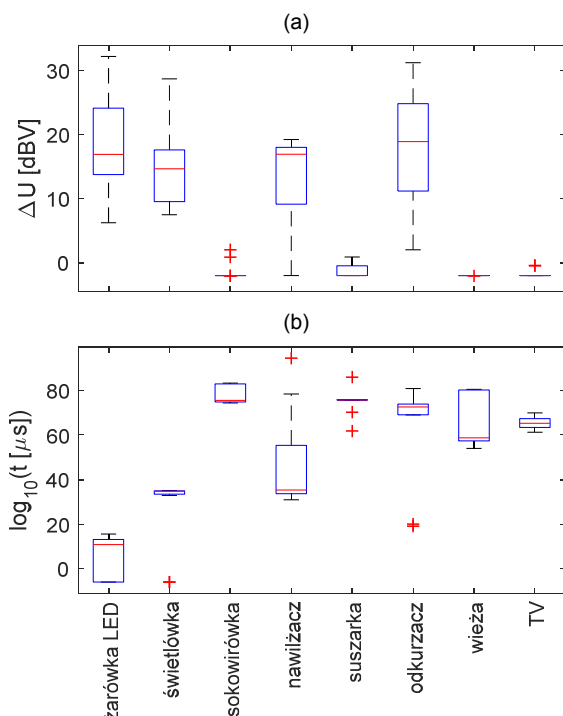 (a)
ΔU [dBV]
30
20
10
0
(b)
log10(t [μs])
80
60
40
20
0
żarówka LED
świetlówka
sokowirówka
nawilżacz
suszarka
odkurzacz
wieża
TV